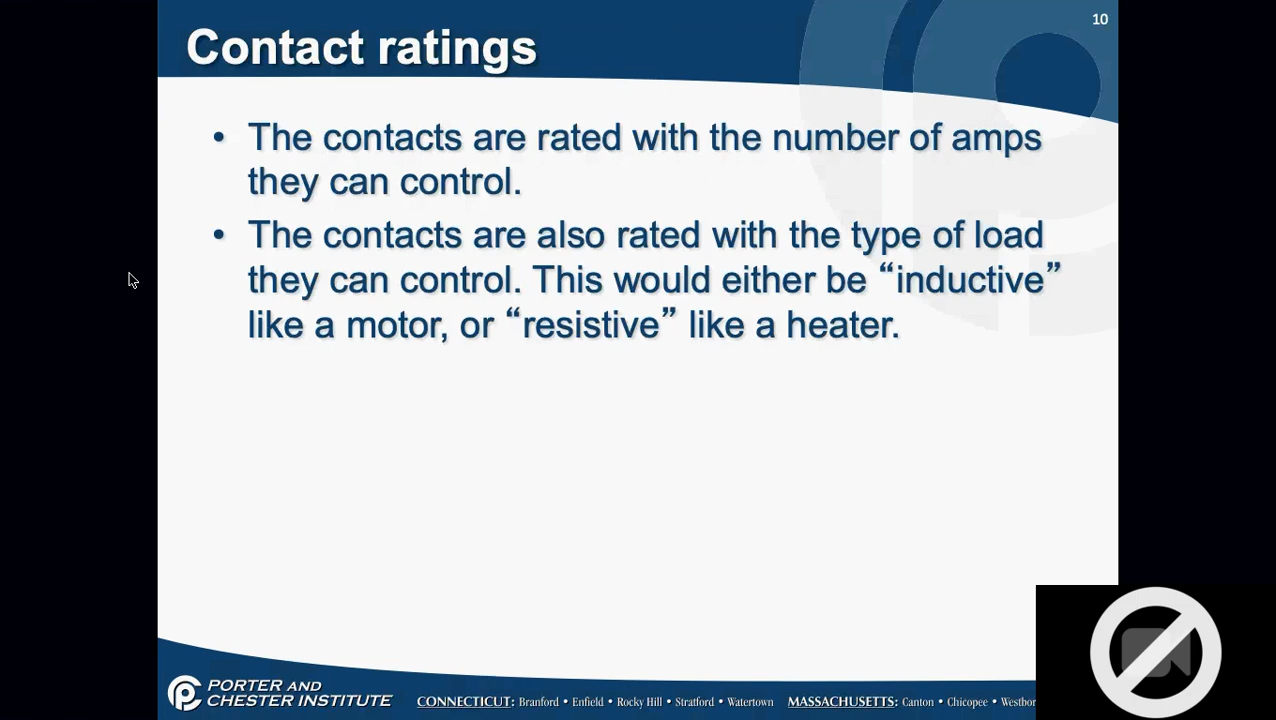 10
Contact ratings
• The contacts are rated with the number of amps
they can control.
• The contacts are also rated with the type of load
they can control. This would either be “inductive”
like a motor, or “resistive” like a heater.
PORTER AND
CHESTER INSTITUTE
CONNECTICUT: Branford • Enfield • Rocky Hill • Stratford • Watertown MASSACHUSETTS: Canton • Chicopee • Westbor